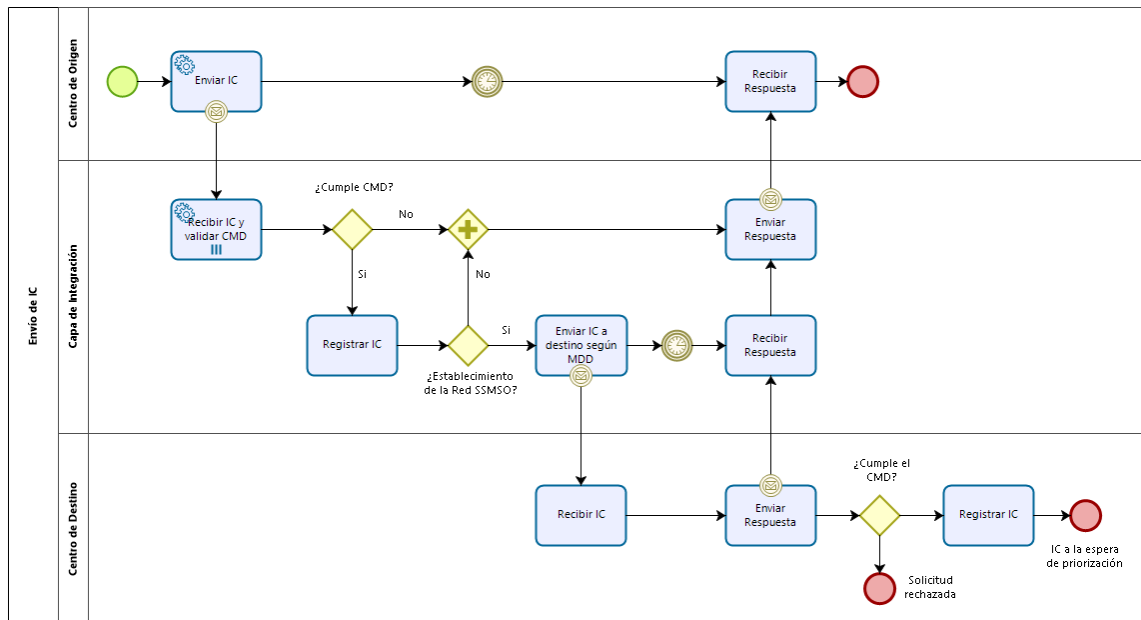 Envío de IC
Centro de Origen
Enviar IC
Recibir
Respuesta
Capa de Integración
Recibir IC y
validar CMD
¿Cumple CMD?
No
Si
Enviar
Respuesta
Registrar IC
No
¿Establecimiento
de la Red SSMSO?
Si
Enviar IC a
destino según
MDD
Recibir
Respuesta
Centro de Destino
Recibir IC
Enviar
Respuesta
¿Cumple el
CMD?
Registrar IC
IC a la espera
de priorización
Solicitud
rechazada